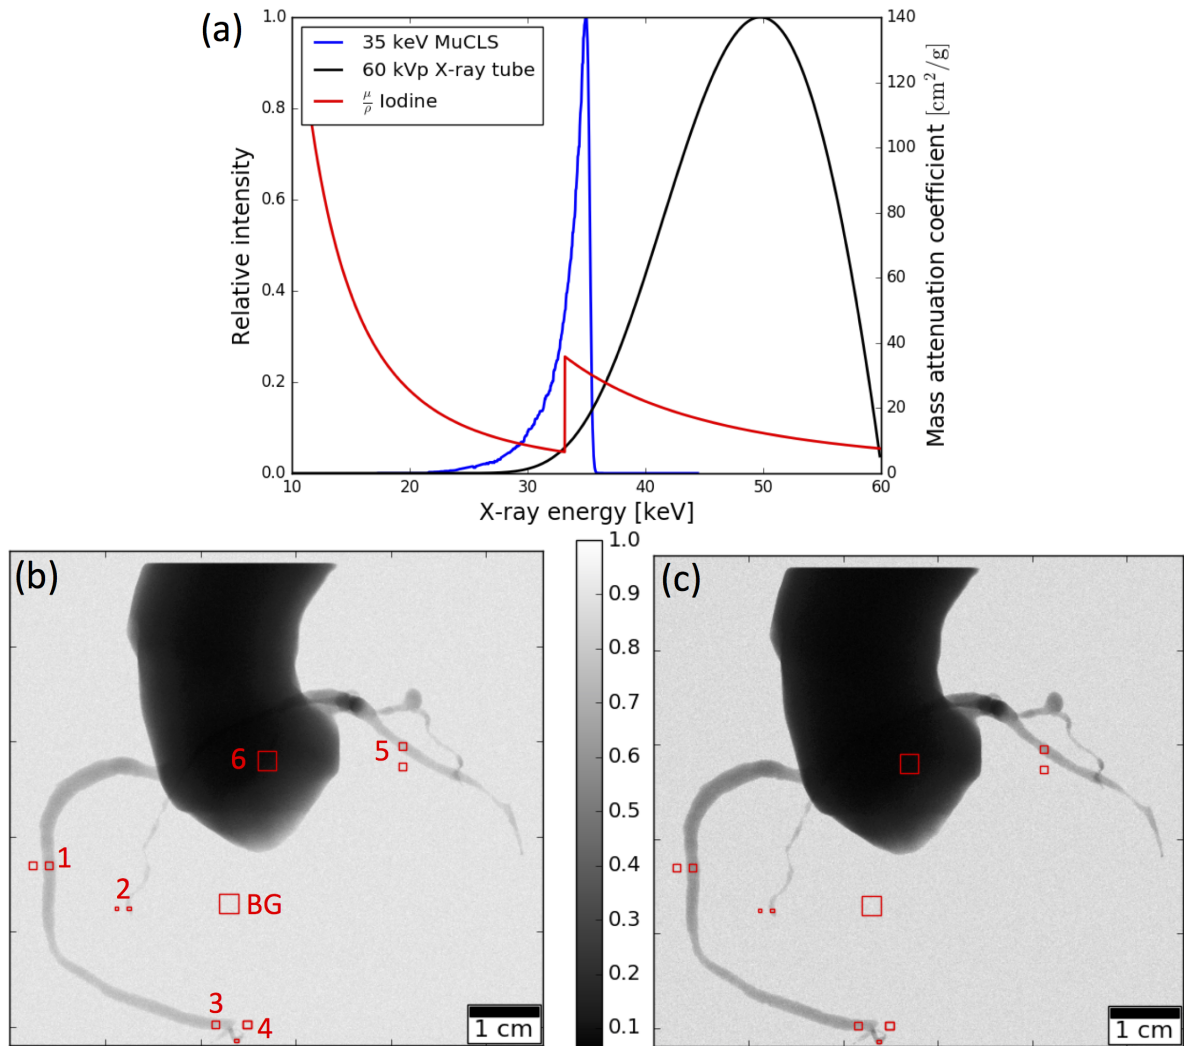 (a)
1.0
0.8
0.6
0.4
0.2
0.0
Relative intensity
35 keV MuCLS
60 kVp X-ray tube
μ/ρ Iodine
140
120
100
80
60
40
20
0
Mass attenuation coefficient [cm²/g]
10 20 30 40 50 60
X-ray energy [keV]
(b)
6
5
1
2
BG
3
4
1 cm
1.0
0.9
0.8
0.7
0.6
0.5
0.4
0.3
0.2
0.1
(c)
1 cm